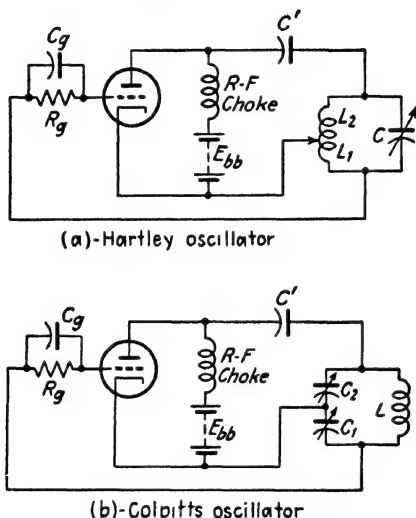 Cg
Rg
C'
R-F
Choke
Ebb
L2
L1
C
(a)-Hartley oscillator
Cg
Rg
C'
R-F
Choke
Ebb
C2
C1
L
(b)-Colpitts oscillator